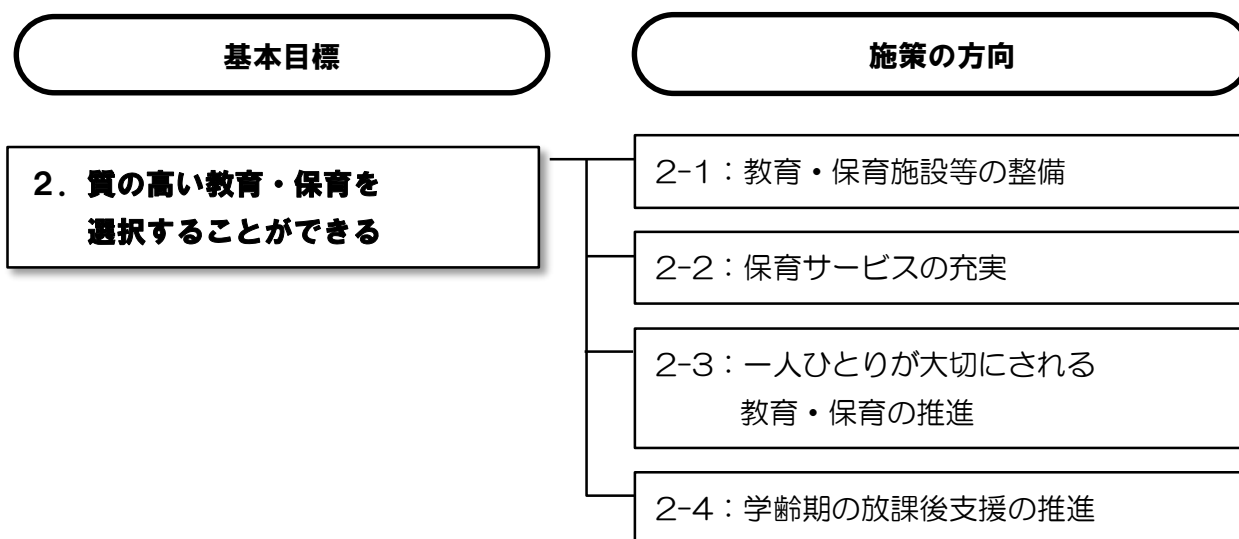 基本目標
施策の方向
2．質の高い教育・保育を
選択することができる
2-1：教育・保育施設等の整備
2-2：保育サービスの充実
2-3：一人ひとりが大切にされる
教育・保育の推進
2-4：学齢期の放課後支援の推進